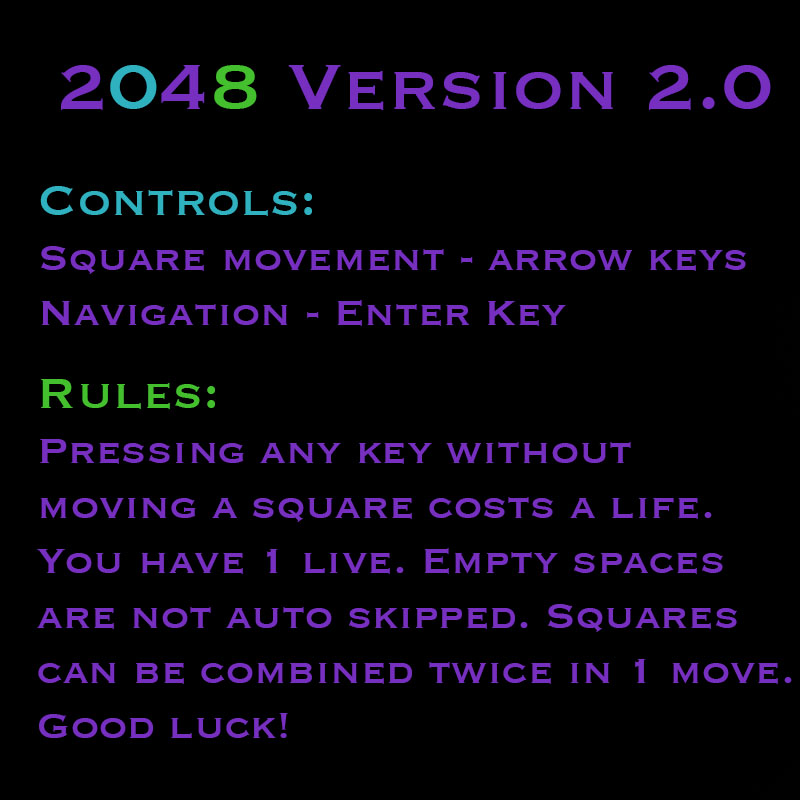 2048 Version 2.0
Controls:
Square movement - arrow keys
Navigation - Enter Key
Rules:
Pressing any key without
moving a square costs a life.
You have 1 live. Empty spaces
are not auto skipped. Squares
can be combined twice in 1 move.
Good luck!